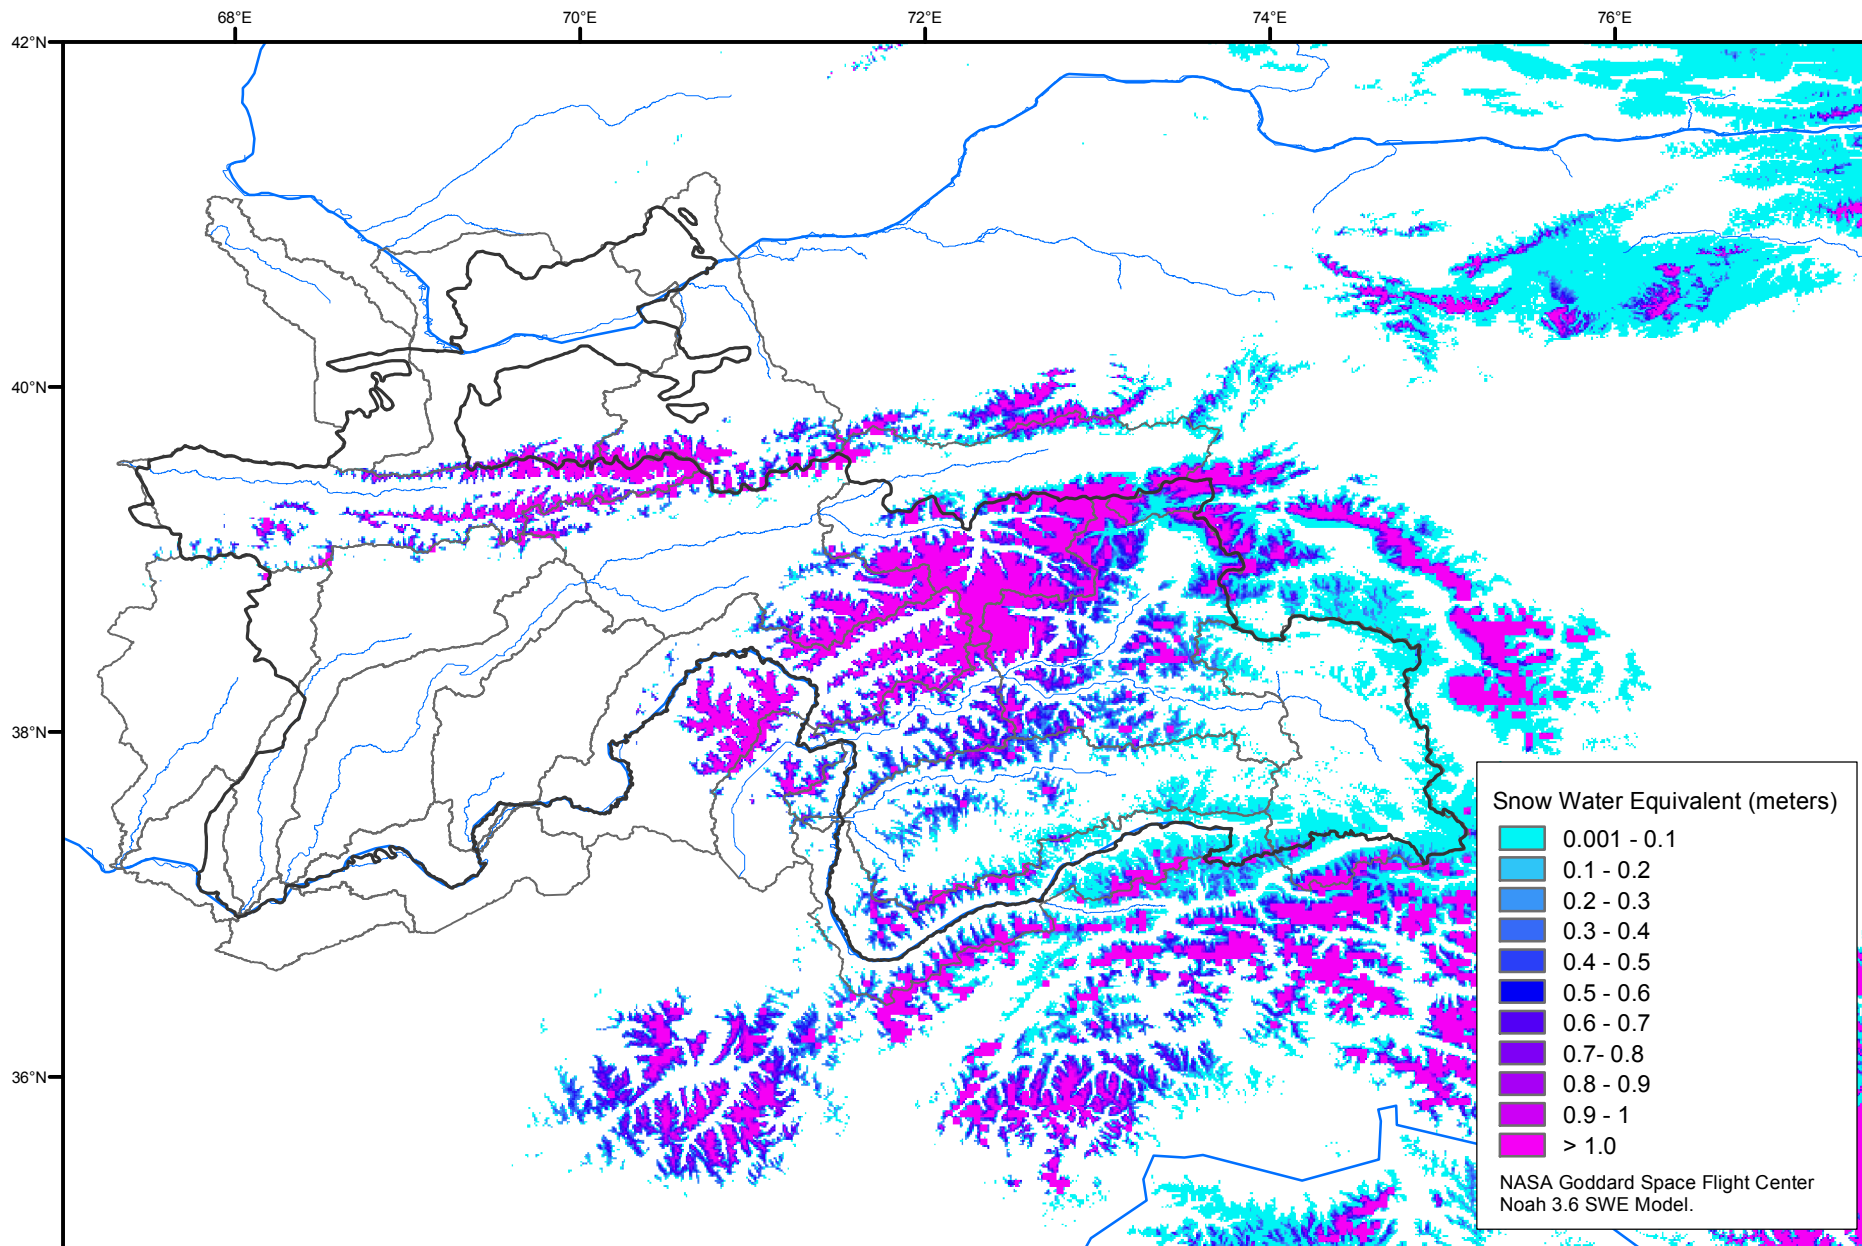 68°E 70°E 72°E 74°E 76°E
42°N
40°N
38°N
36°N
Snow Water Equivalent (meters)
0.001 - 0.1
0.1 - 0.2
0.2 - 0.3
0.3 - 0.4
0.4 - 0.5
0.5 - 0.6
0.6 - 0.7
0.7- 0.8
0.8 - 0.9
0.9 - 1
> 1.0
NASA Goddard Space Flight Center
Noah 3.6 SWE Model.